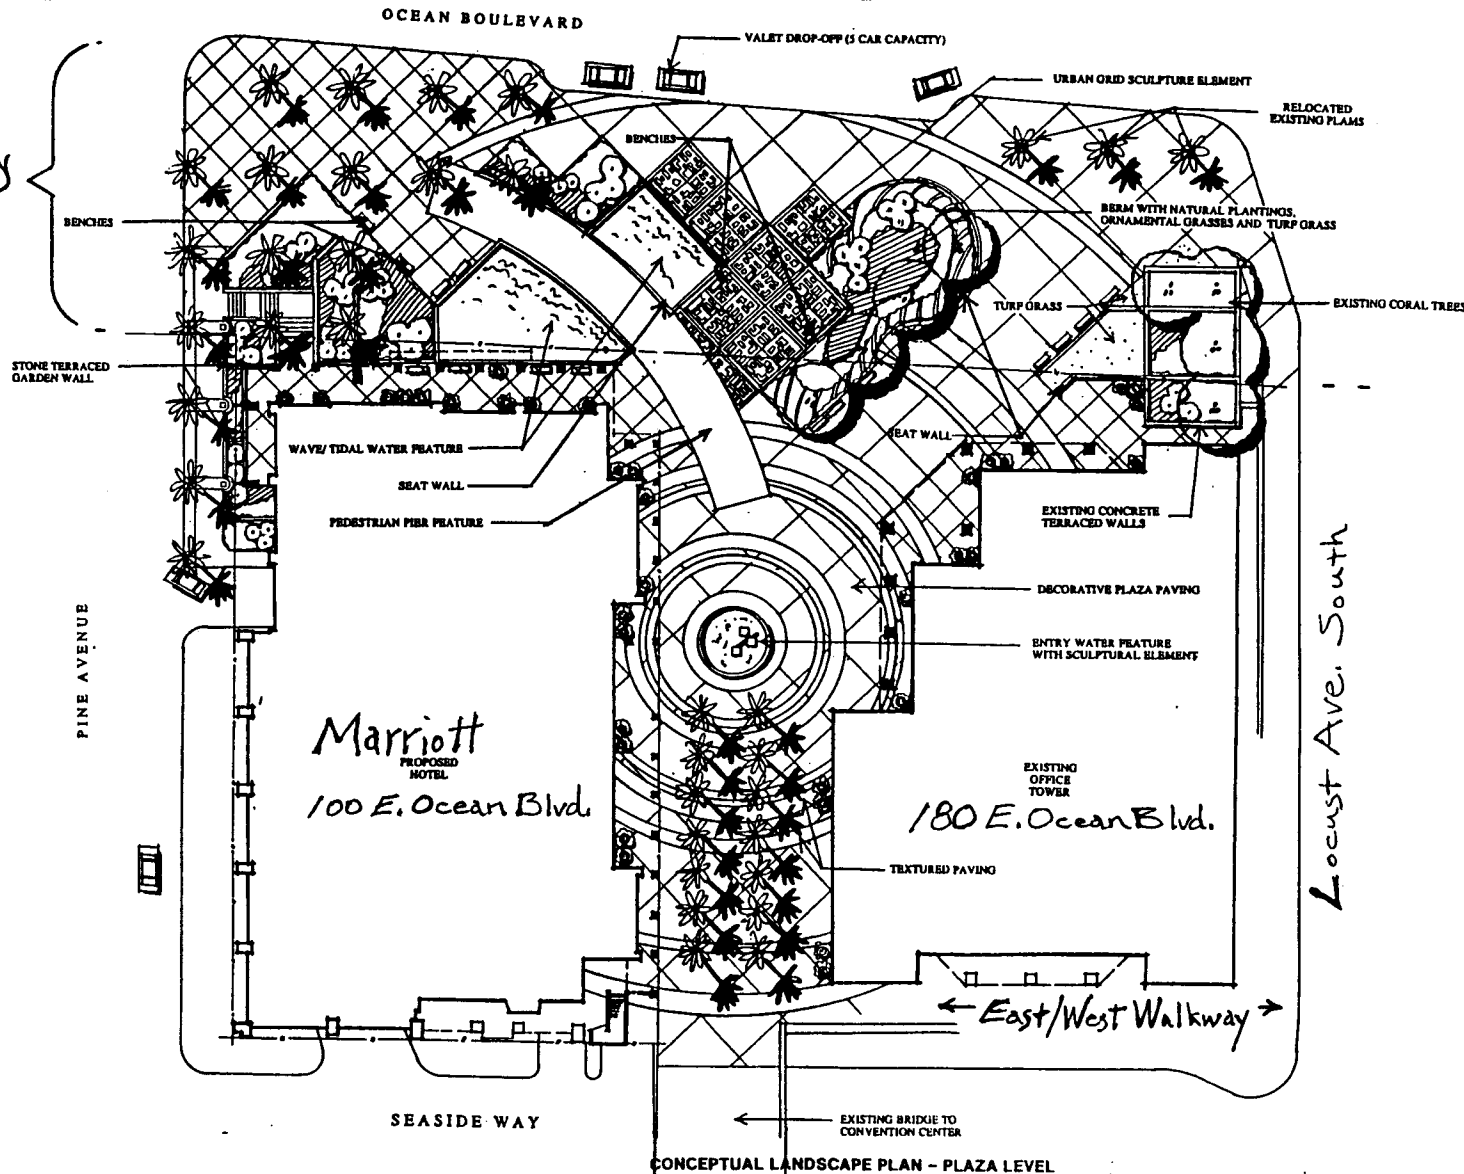 OCEAN BOULEVARD
VALET DROP-OFF (5 CAR CAPACITY)
URBAN GRID SCULPTURE ELEMENT
RELOCATED
EXISTING PLAMS
BENCHES
BENCHES
BERM WITH NATURAL PLANTINGS,
ORNAMENTAL GRASSES AND TURF GRASS
TURF GRASS
EXISTING CORAL TREES
STONE TERRACED
GARDEN WALL
WAVE/TIDAL WATER FEATURE
SEAT WALL
SEAT WALL
PEDESTRIAN PIER FEATURE
EXISTING CONCRETE
TERRACED WALLS
DECORATIVE PLAZA PAVING
ENTRY WATER FEATURE
WITH SCULPTURAL ELEMENT
PINE AVENUE
Locust Ave. South
Marriott
PROPOSED
HOTEL
100 E. Ocean Blvd.
EXISTING
OFFICE
TOWER
180 E. Ocean Blvd.
TEXTURED PAVING
East/West Walkway
SEASIDE WAY
EXISTING BRIDGE TO
CONVENTION CENTER
CONCEPTUAL LANDSCAPE PLAN - PLAZA LEVEL